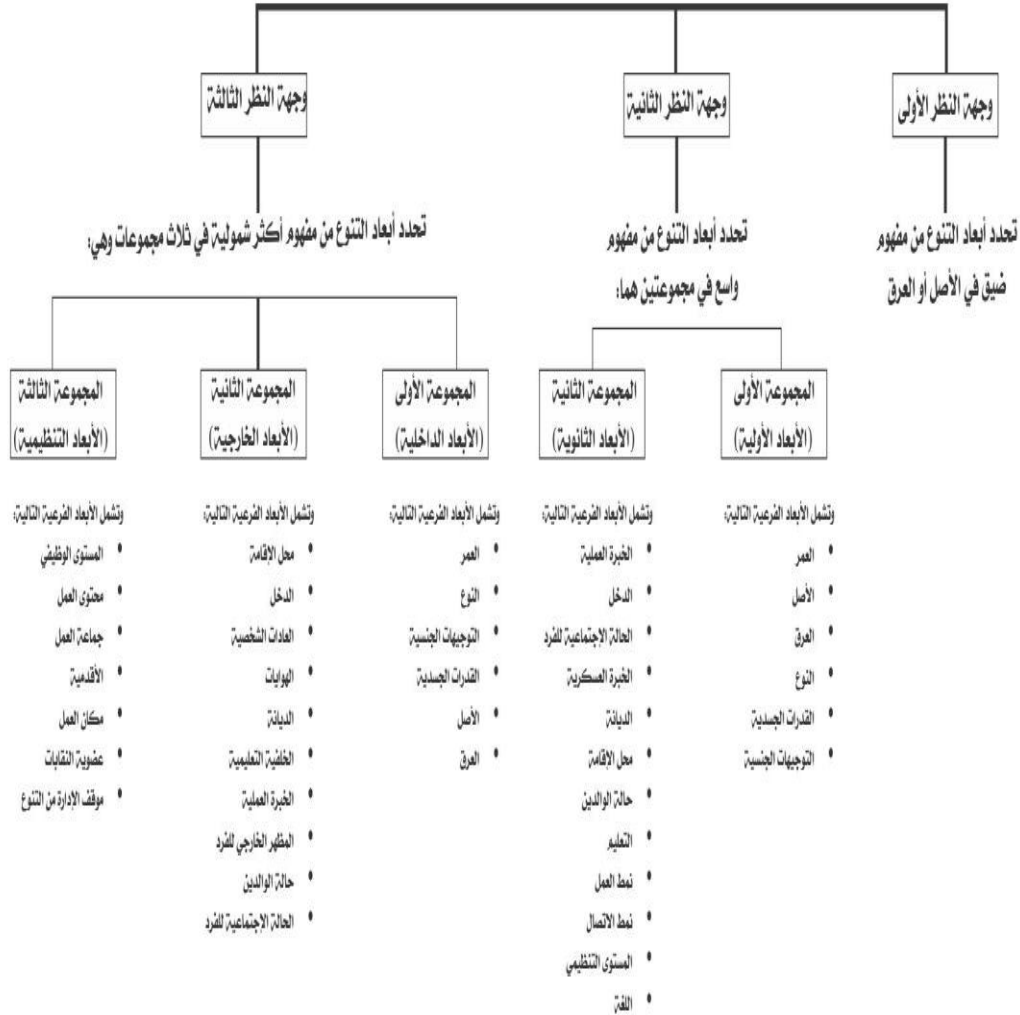 وجهة النظر الأولى
تحدد أبعاد التنوع من مفهوم
ضيق في الأصل أو العرق
وجهة النظر الثانية
تحدد أبعاد التنوع من مفهوم
واسع في مجموعتين هما:
المجموعة الأولى
(الأبعاد الأولية)
وتشمل الأبعاد الفرعية التالية:
• العمر
• الأصل
• العرق
• النوع
• القدرات الجسدية
• التوجيهات الجنسية
المجموعة الثانية
(الأبعاد الثانوية)
وتشمل الأبعاد الفرعية التالية:
• الخبرة العملية
• الدخل
• الحالة الإجتماعية للفرد
• الخبرة العسكرية
• الديانة
• محل الإقامة
• حالة الوالدين
• التعليم
• نمط العمل
• نمط الاتصال
• المستوى التنظيمي
• اللغة
وجهة النظر الثالثة
تحدد أبعاد التنوع من مفهوم أكثر شمولية في ثلاث مجموعات وهي:
المجموعة الأولى
(الأبعاد الداخلية)
وتشمل الأبعاد الفرعية التالية:
• العمر
• النوع
• التوجيهات الجنسية
• القدرات الجسدية
• الأصل
• العرق
المجموعة الثانية
(الأبعاد الخارجية)
وتشمل الأبعاد الفرعية التالية:
• محل الإقامة
• الدخل
• العادات الشخصية
• الهوايات
• الديانة
• الخلفية التعليمية
• الخبرة العملية
• المظهر الخارجي للفرد
• حالة الوالدين
• الحالة الإجتماعية للفرد
المجموعة الثالثة
(الأبعاد التنظيمية)
وتشمل الأبعاد الفرعية التالية:
• المستوى الوظيفي
• محتوى العمل
• جماعة العمل
• الأقدمية
• مكان العمل
• عضوية النقابات
• موقف الإدارة من التنوع